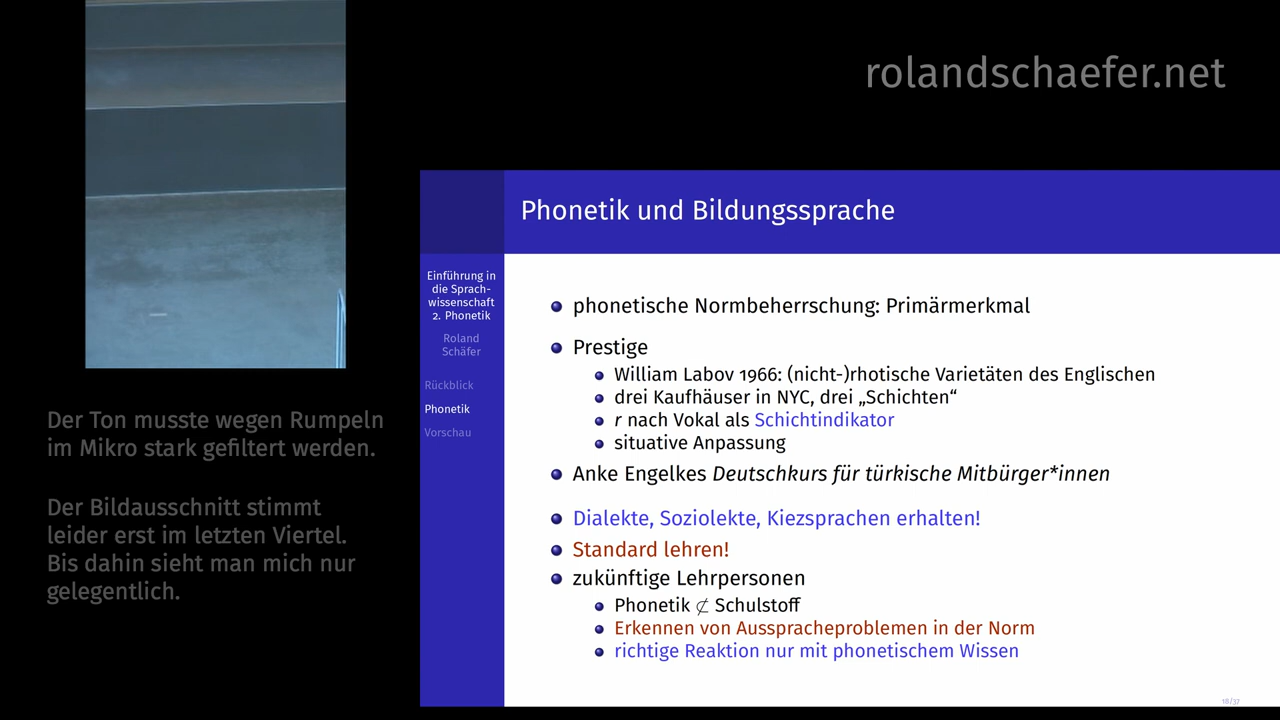 rolandschaefer.net
Phonetik und Bildungssprache
Einführung in
die Sprach-
wissenschaft
2. Phonetik
Roland
Schäfer
Rückblick
Phonetik
Vorschau
phonetische Normbeherrschung: Primärmerkmal
Prestige
William Labov 1966: (nicht-)rhotische Varietäten des Englischen
drei Kaufhäuser in NYC, drei „Schichten“
r nach Vokal als Schichtindikator
situative Anpassung
Anke Engelkes Deutschkurs für türkische Mitbürger*innen
Dialekte, Soziolekte, Kiezsprachen erhalten!
Standard lehren!
zukünftige Lehrpersonen
Phonetik ⊄ Schulstoff
Erkennen von Ausspracheproblemen in der Norm
richtige Reaktion nur mit phonetischem Wissen
18/37
Der Ton musste wegen Rumpeln
im Mikro stark gefiltert werden.
Der Bildausschnitt stimmt
leider erst im letzten Viertel.
Bis dahin sieht man mich nur
gelegentlich.